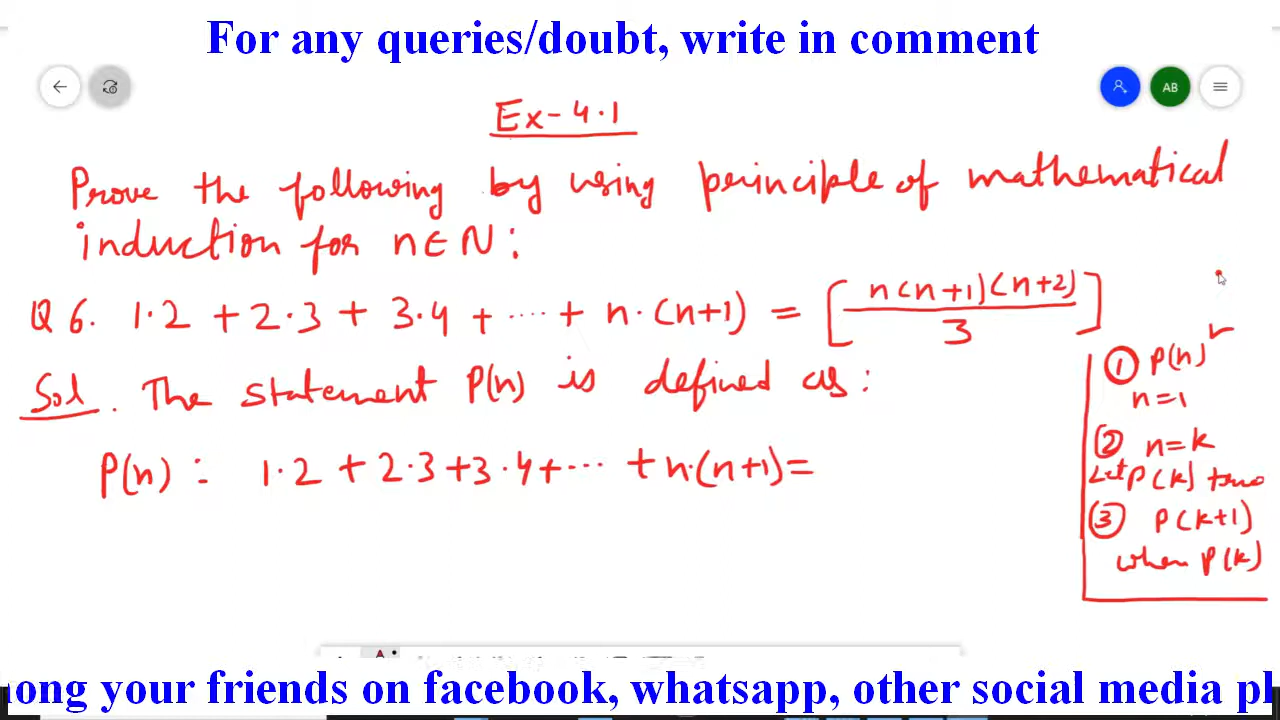 For any queries/doubt, write in comment
AB
Ex-4.1
Prove the following by using principle of mathematical
induction for n∈N:
Q6. 1·2 + 2·3 + 3·4 + ····· + n·(n+1) = [n(n+1)(n+2)/3]
Sol. The statement P(n) is defined as:
P(n): 1·2 + 2·3 + 3·4 + ··· + n·(n+1) =
① P(n) ✓
n=1
② n=k
Let P(k) true
③ P(k+1)
when P(k)
ong your friends on facebook, whatsapp, other social media pl